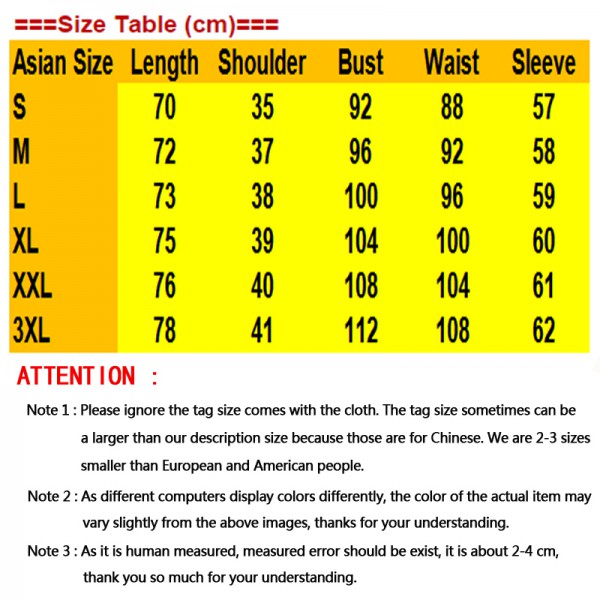 ===Size Table (cm)===
Asian Size Length Shoulder Bust Waist Sleeve
S 70 35 92 88 57
M 72 37 96 92 58
L 73 38 100 96 59
XL 75 39 104 100 60
XXL 76 40 108 104 61
3XL 78 41 112 108 62
ATTENTION :
Note 1 : Please ignore the tag size comes with the cloth. The tag size sometimes can be
a larger than our description size because those are for Chinese. We are 2-3 sizes
smaller than European and American people.
Note 2 : As different computers display colors differently, the color of the actual item may
vary slightly from the above images, thanks for your understanding.
Note 3 : As it is human measured, measured error should be exist, it is about 2-4 cm,
thank you so much for your understanding.